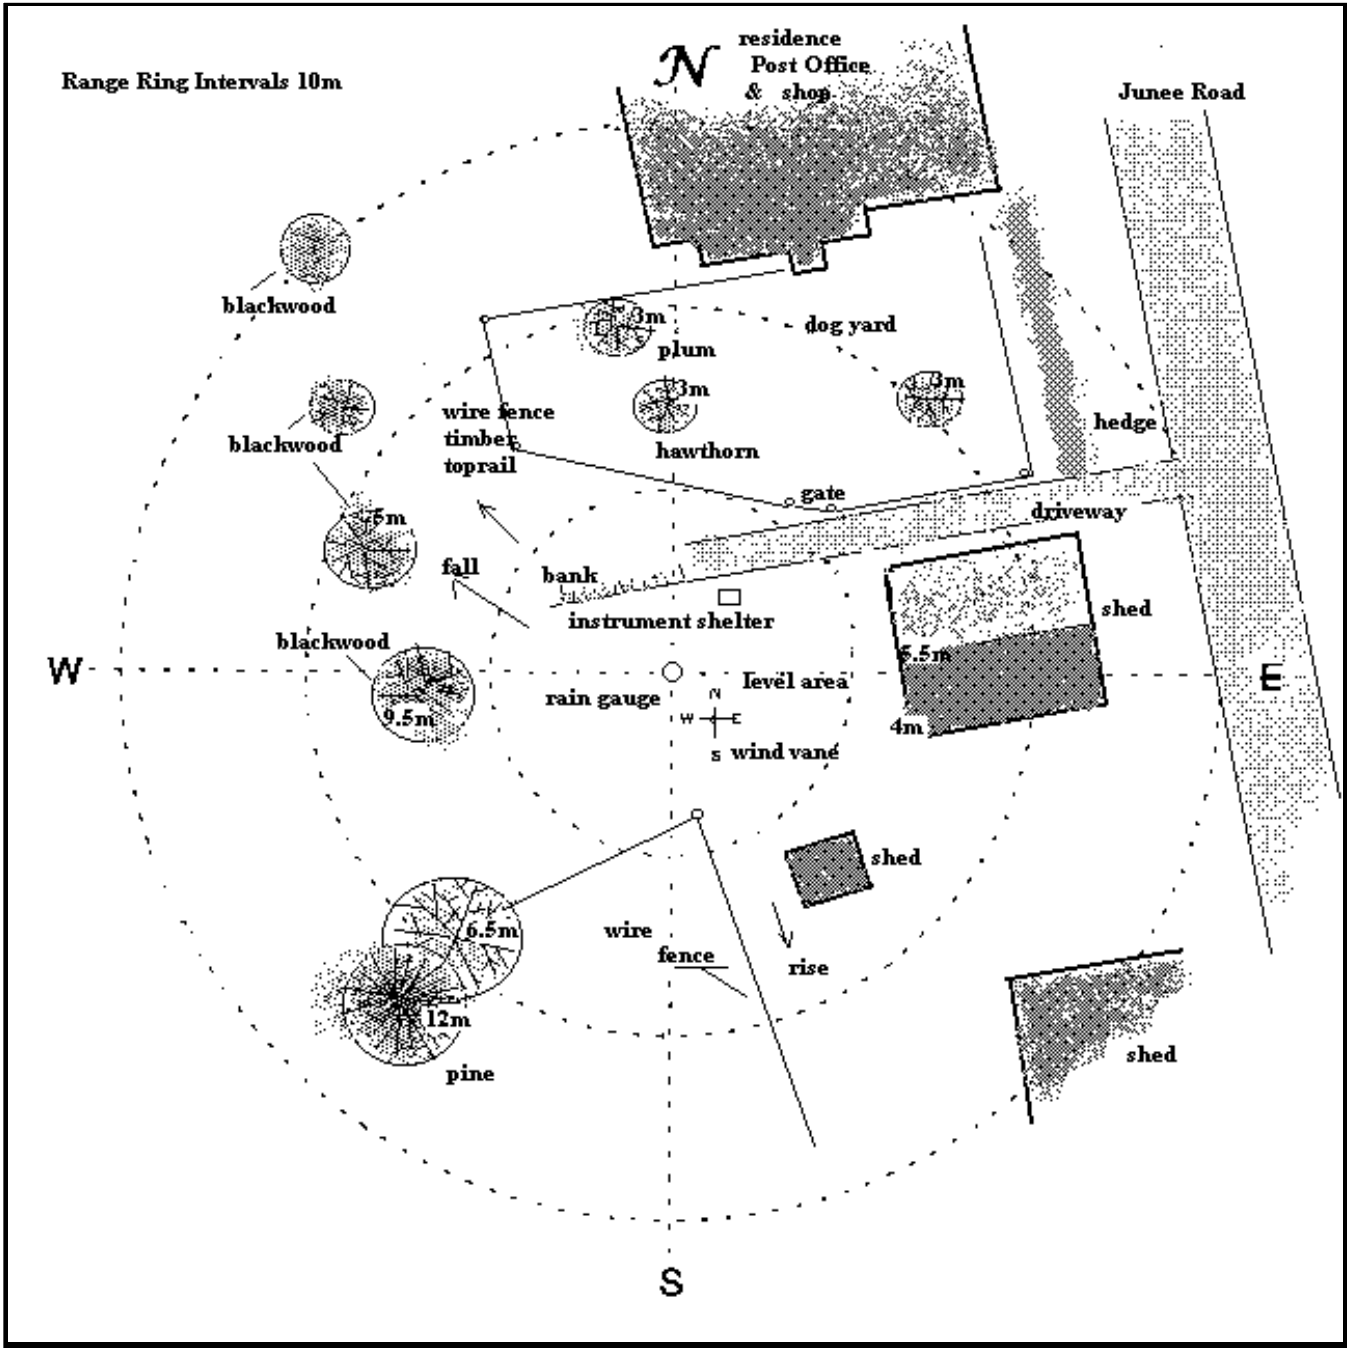 N
residence
Post Office
& shop
Range Ring Intervals 10m
Junee Road
blackwood
3m
plum
dog yard
3m
3m
wire fence
timber
toprail
hawthorn
hedge
blackwood
gate
5m
driveway
fall
bank
instrument shelter
shed
blackwood
5.5m
W
E
rain gauge
level area
N
W E
S
9.5m
4m
wind vane
shed
6.5m
wire
fence
rise
12m
shed
pine
S